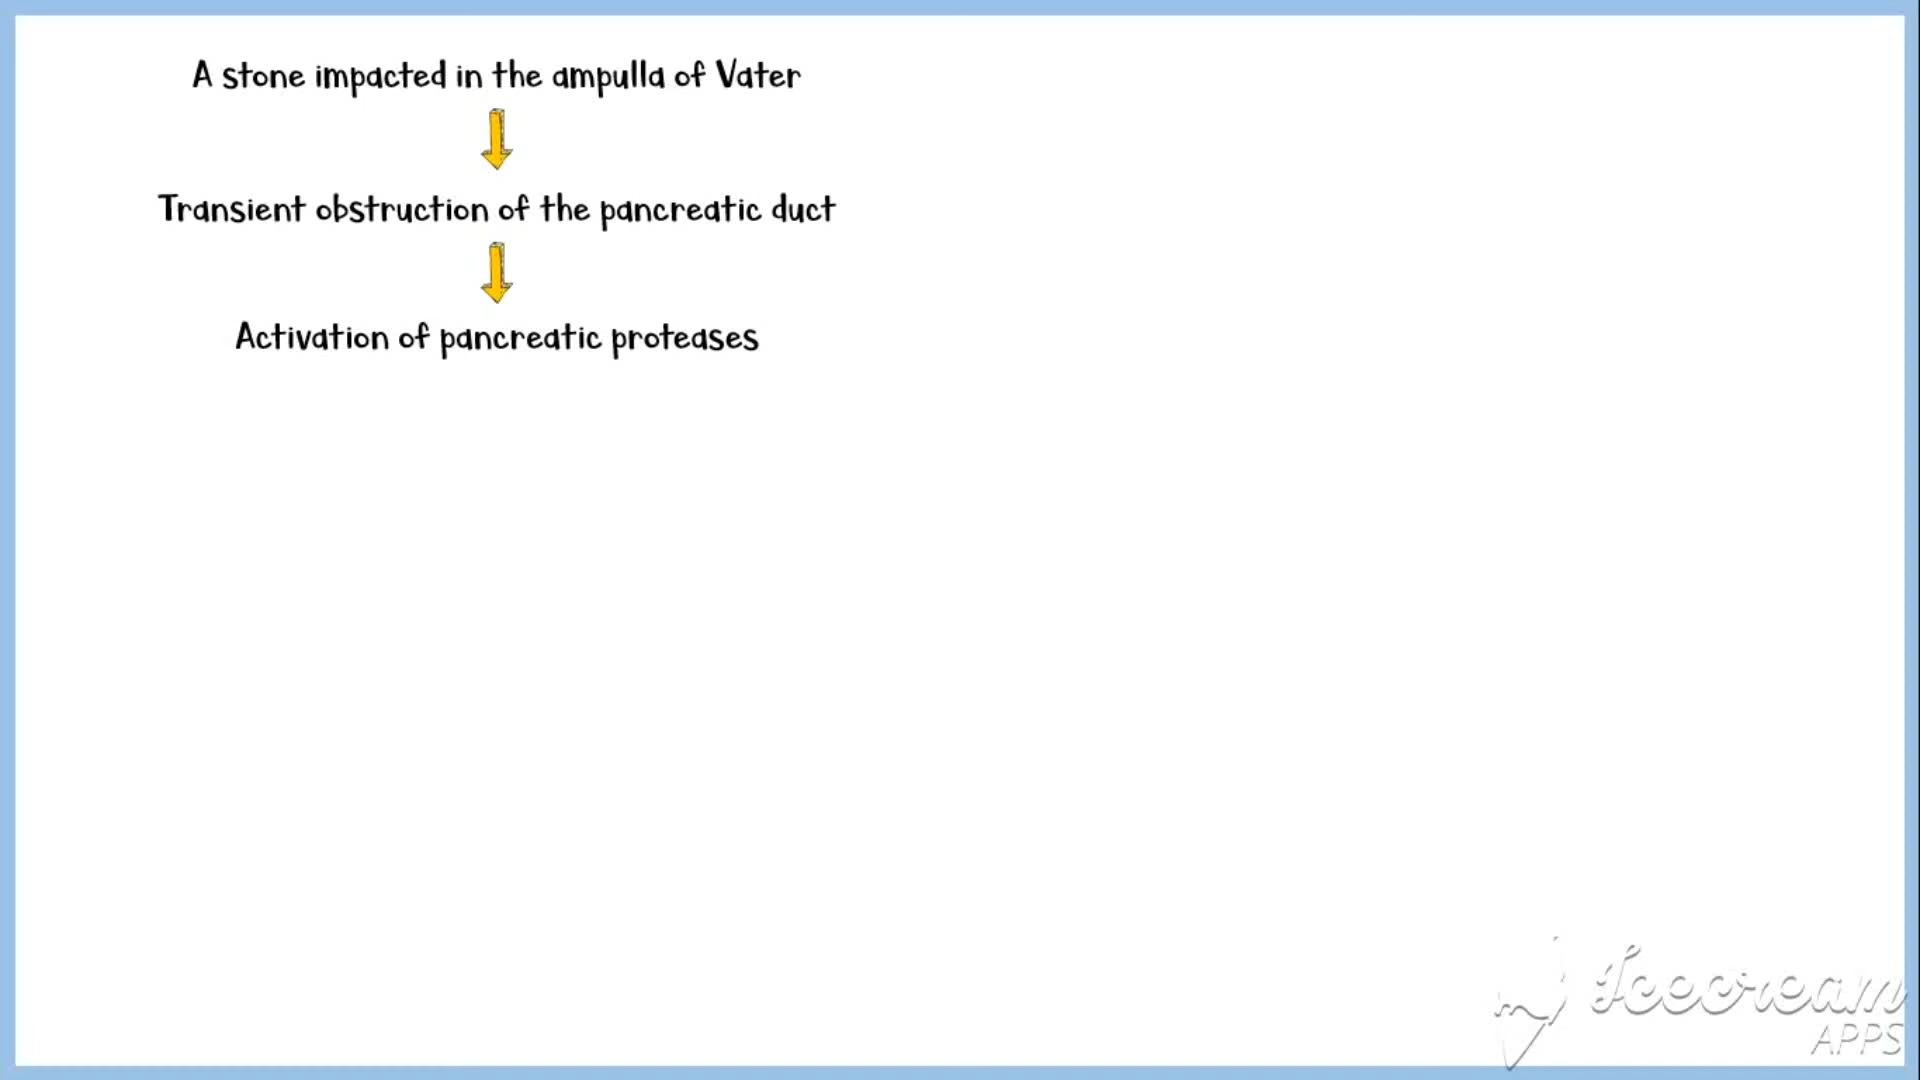 A stone impacted in the ampulla of Vater
Transient obstruction of the pancreatic duct
Activation of pancreatic proteases
Icecream
APPS